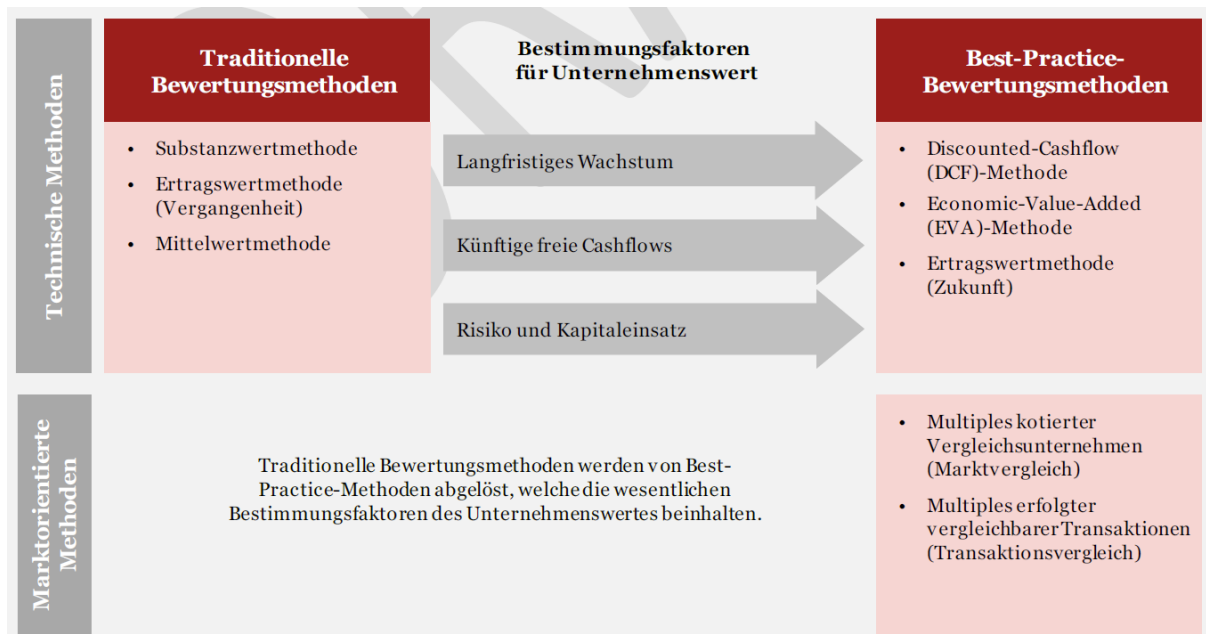 Technische Methoden
Traditionelle
Bewertungsmethoden
• Substanzwertmethode
• Ertragswertmethode
(Vergangenheit)
• Mittelwertmethode
Bestimmungsfaktoren
für Unternehmenswert
Langfristiges Wachstum
Künftige freie Cashflows
Risiko und Kapitaleinsatz
Best-Practice-
Bewertungsmethoden
• Discounted-Cashflow
(DCF)-Methode
• Economic-Value-Added
(EVA)-Methode
• Ertragswertmethode
(Zukunft)
Marktorientierte
Methoden
Traditionelle Bewertungsmethoden werden von Best-
Practice-Methoden abgelöst, welche die wesentlichen
Bestimmungsfaktoren des Unternehmenswertes beinhalten.
• Multiples kotierter
Vergleichsunternehmen
(Marktvergleich)
• Multiples erfolgter
vergleichbarer Transaktionen
(Transaktionsvergleich)